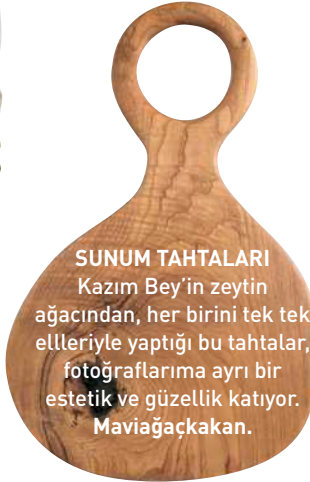 SUNUM TAHTALARI
Kazım Bey'in zeytin
ağacından, her birini tek tek
ellleriyle yaptığı bu tahtalar,
fotoğraflarıma ayrı bir
estetik ve güzellik katıyor.
Maviağaçkakan.